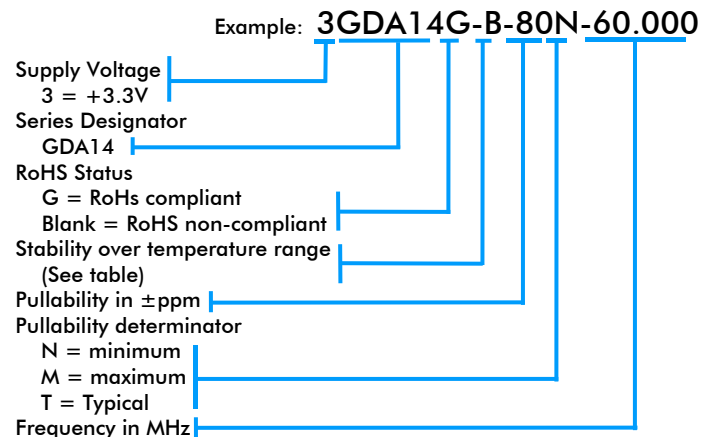 Example: 3GDA14G-B-80N-60.000
Supply Voltage
3 = +3.3V
Series Designator
GDA14
RoHS Status
G = RoHs compliant
Blank = RoHS non-compliant
Stability over temperature range
(See table)
Pullability in ±ppm
Pullability determinator
N = minimum
M = maximum
T = Typical
Frequency in MHz